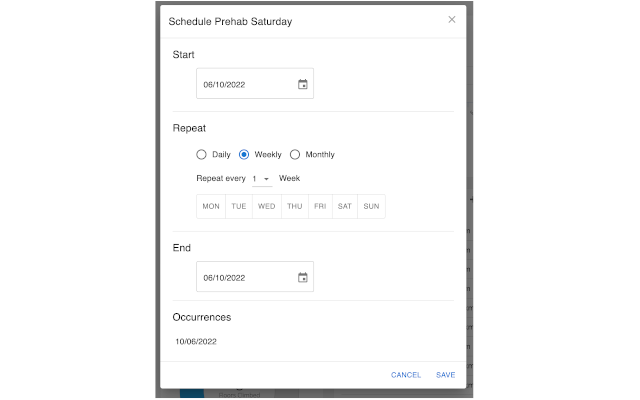 Schedule Prehab Saturday
Start
06/10/2022
Repeat
Daily Weekly Monthly
Repeat every 1 Week
MON TUE WED THU FRI SAT SUN
End
06/10/2022
Occurrences
10/06/2022
CANCEL SAVE